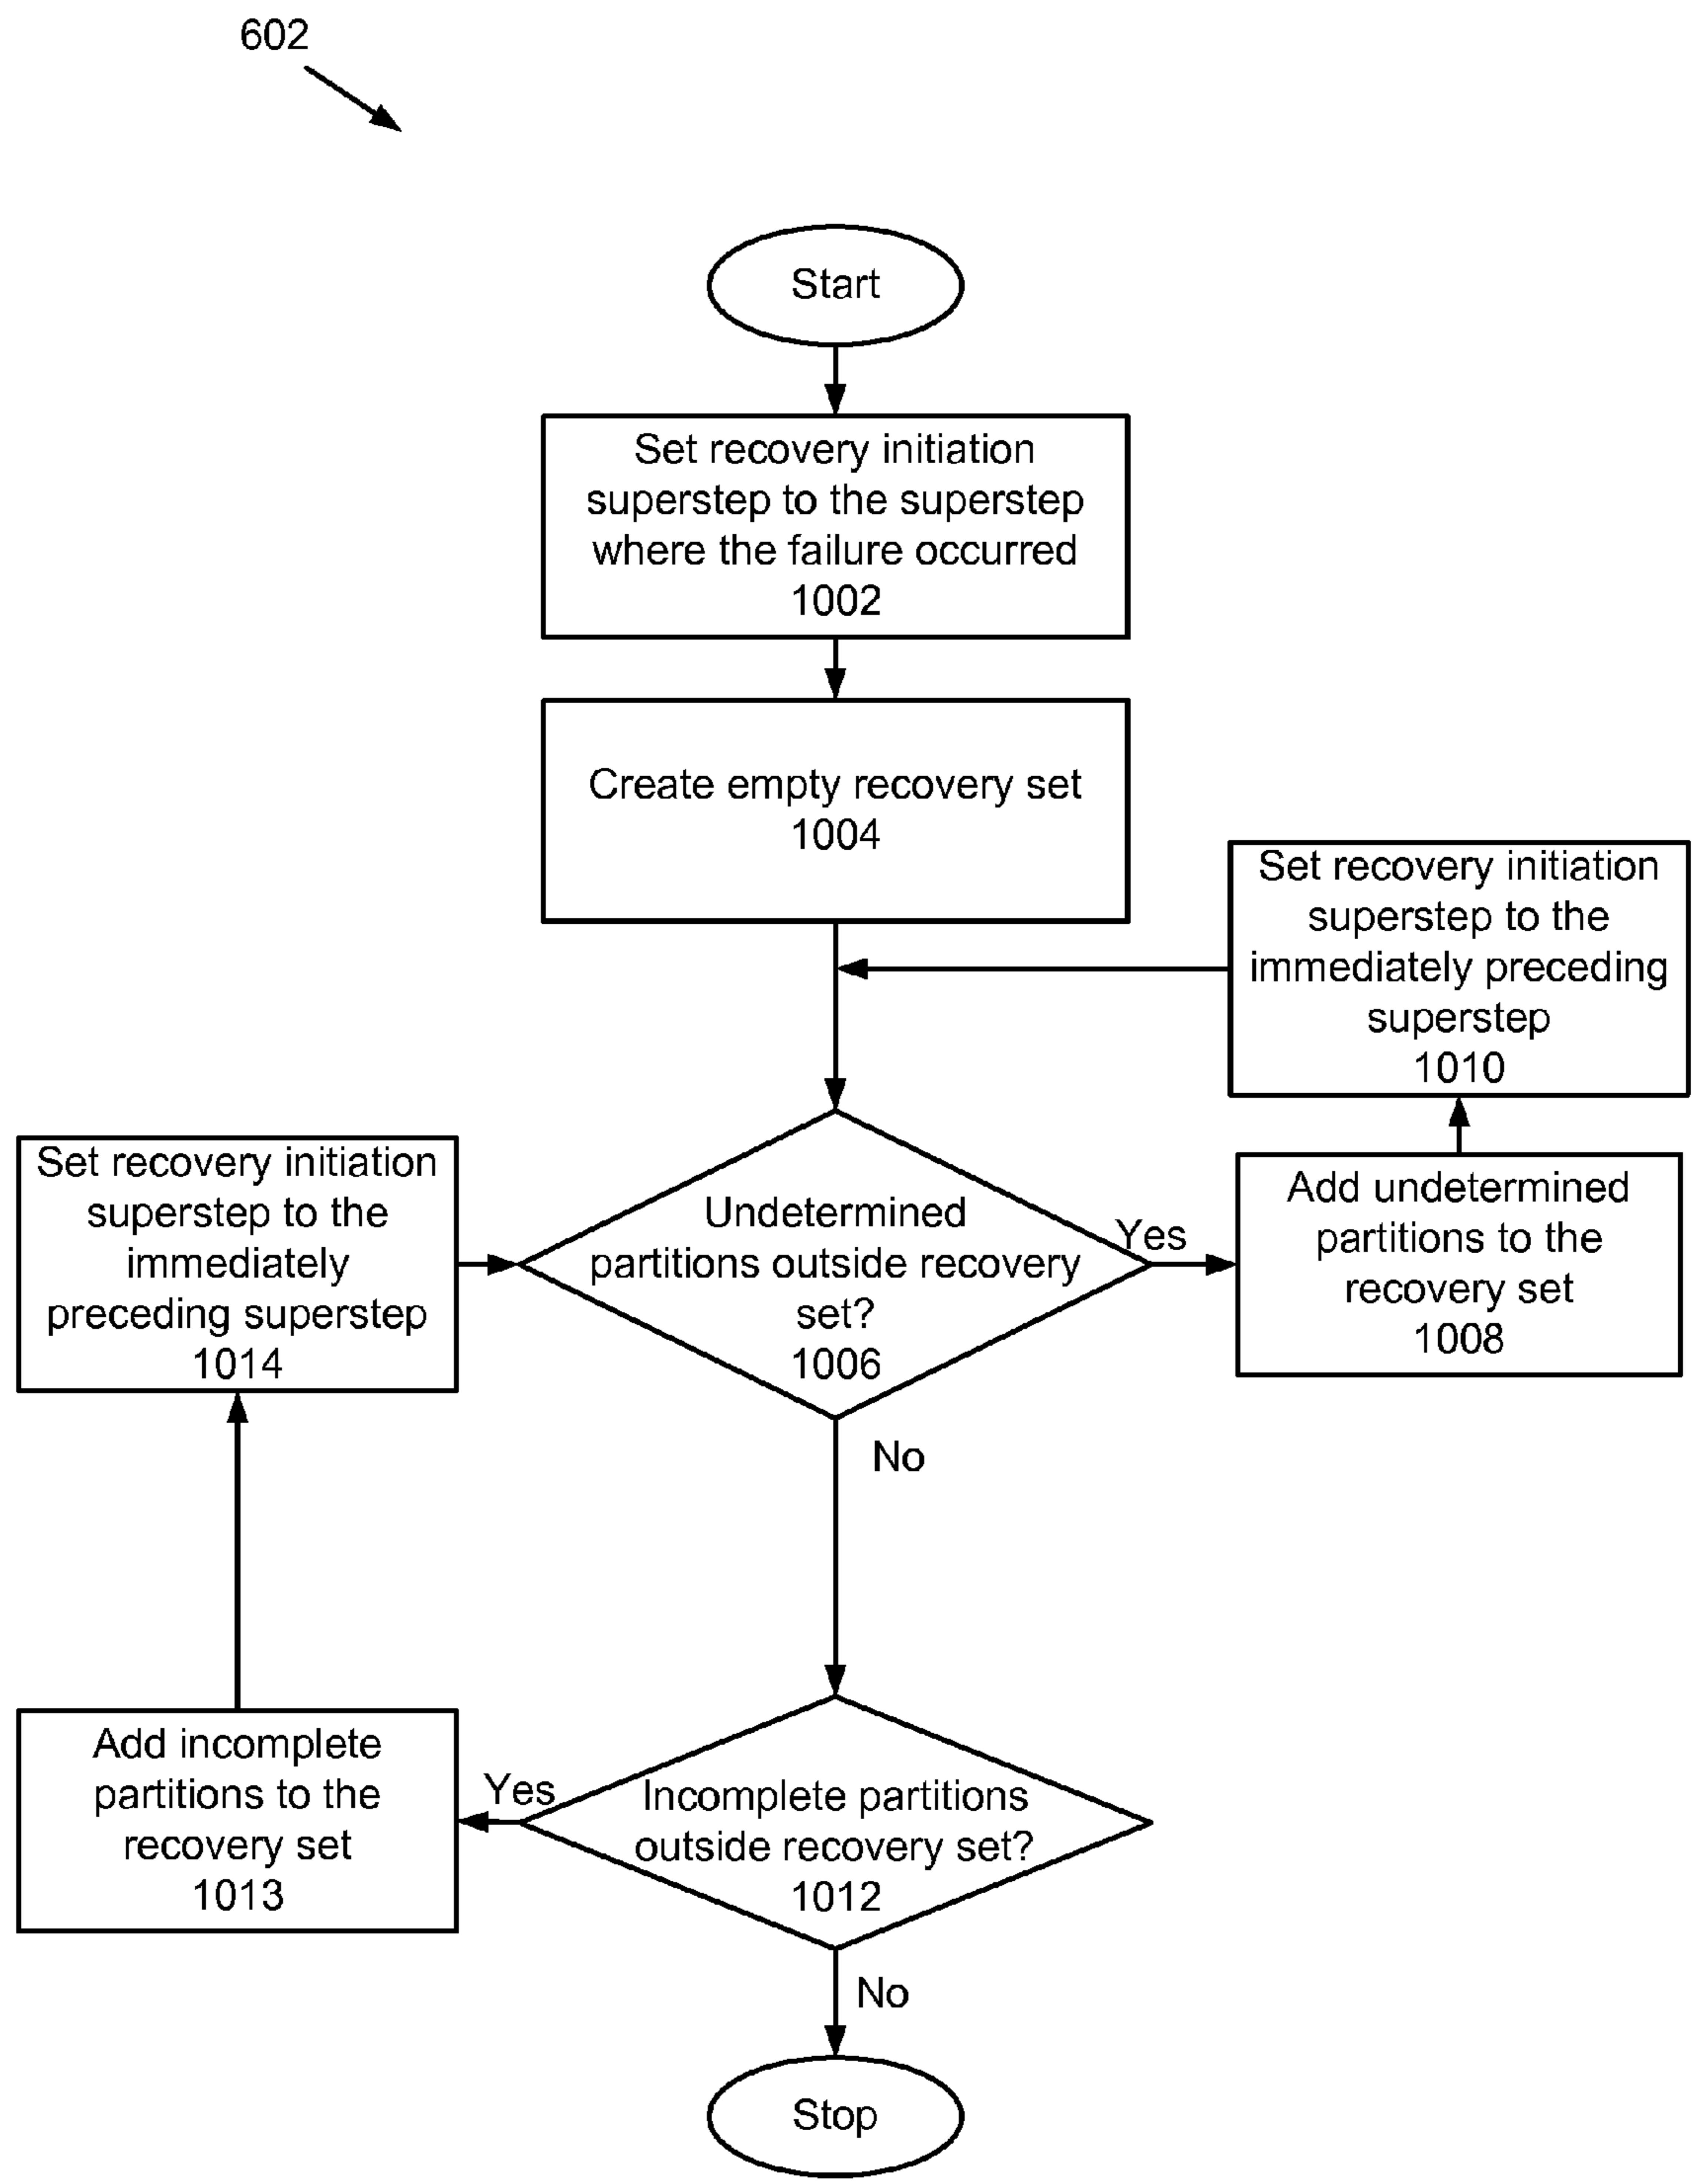 602
Start
Set recovery initiation
superstep to the superstep
where the failure occurred
1002
Create empty recovery set
1004
Set recovery initiation
superstep to the
immediately preceding
superstep
1010
Set recovery initiation
superstep to the
immediately
preceding superstep
1014
Undetermined
partitions outside recovery
set?
1006
Yes
Add undetermined
partitions to the
recovery set
1008
No
Add incomplete
partitions to the
recovery set
1013
Yes
Incomplete partitions
outside recovery set?
1012
No
Stop